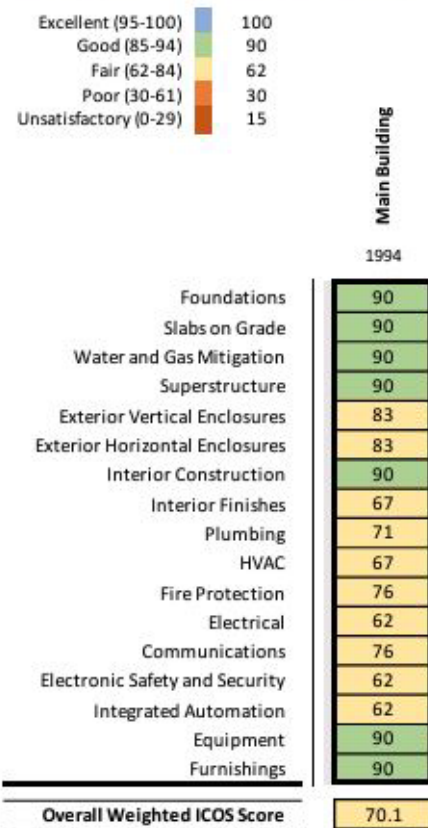 Excellent (95-100) 100
Good (85-94) 90
Fair (62-84) 62
Poor (30-61) 30
Unsatisfactory (0-29) 15
Main Building
1994
Foundations 90
Slabs on Grade 90
Water and Gas Mitigation 90
Superstructure 90
Exterior Vertical Enclosures 83
Exterior Horizontal Enclosures 83
Interior Construction 90
Interior Finishes 67
Plumbing 71
HVAC 67
Fire Protection 76
Electrical 62
Communications 76
Electronic Safety and Security 62
Integrated Automation 62
Equipment 90
Furnishings 90
Overall Weighted ICOS Score 70.1